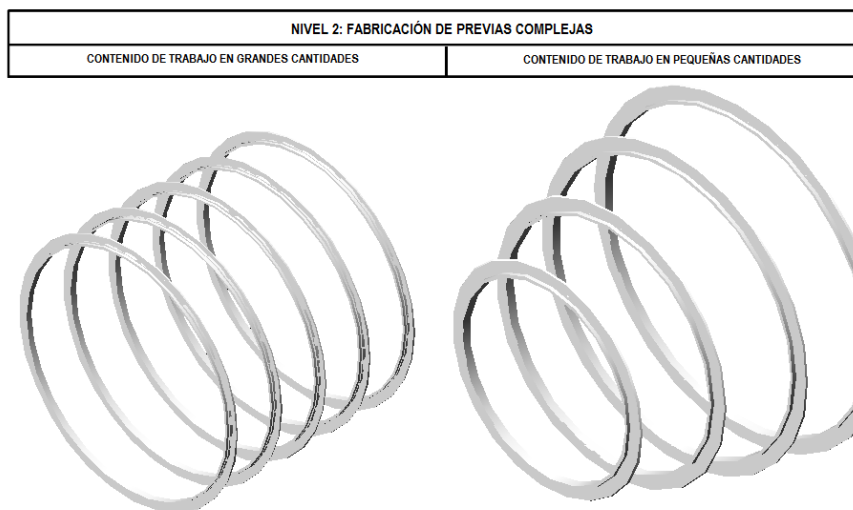 NIVEL 2: FABRICACIÓN DE PREVIAS COMPLEJAS
CONTENIDO DE TRABAJO EN GRANDES CANTIDADES
CONTENIDO DE TRABAJO EN PEQUEÑAS CANTIDADES